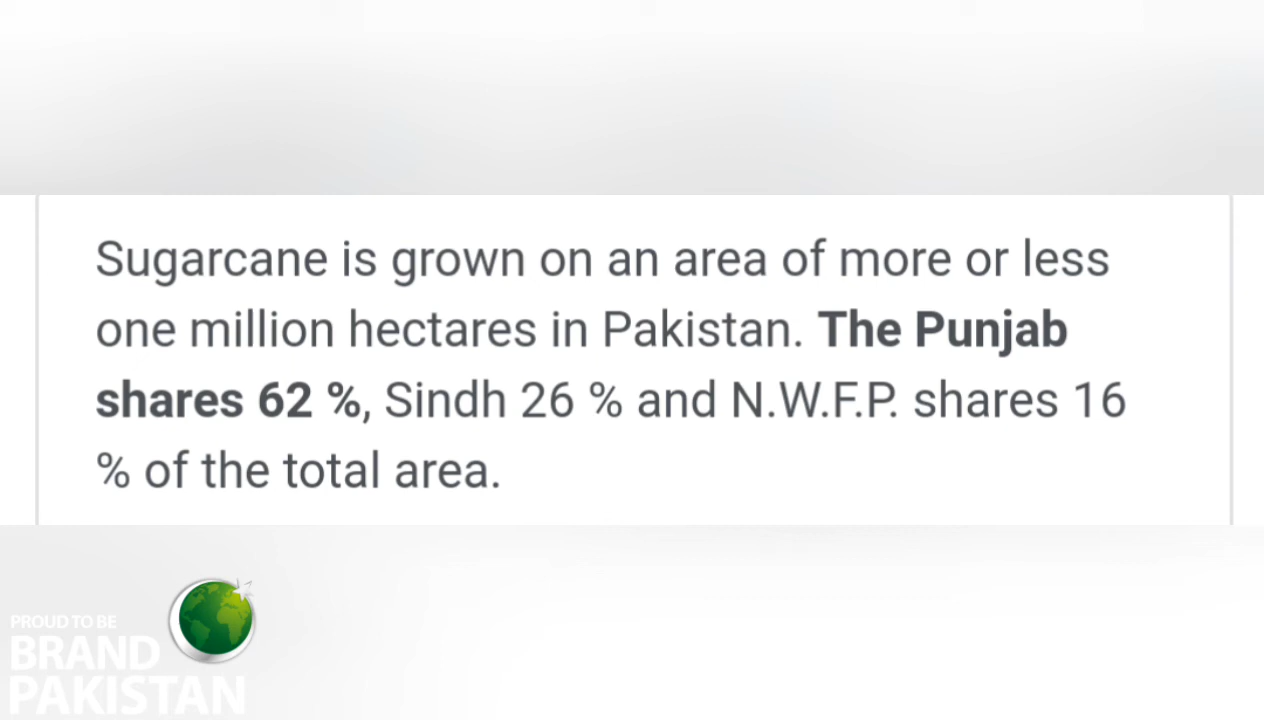 Sugarcane is grown on an area of more or less
one million hectares in Pakistan. The Punjab
shares 62 %, Sindh 26 % and N.W.F.P. shares 16
% of the total area.
PROUD TO BE
BRAND
PAKISTAN